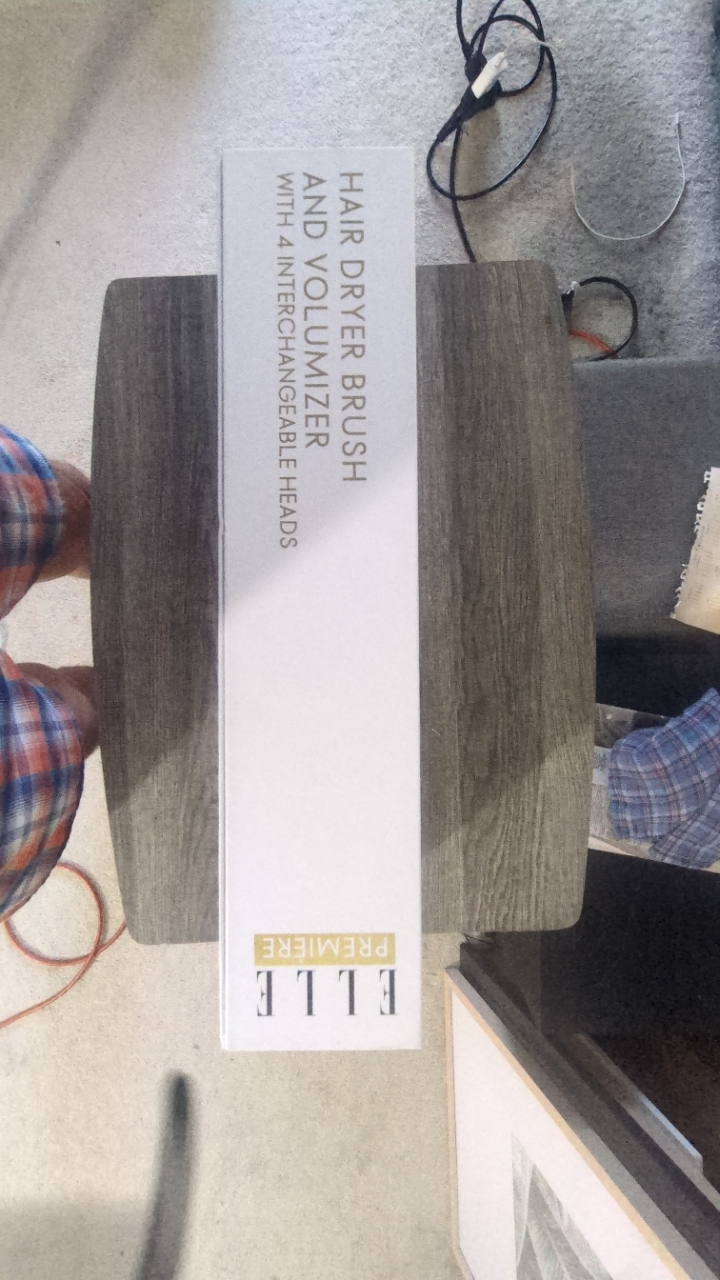 HAIR DRYER BRUSH
AND VOLUMIZER
WITH 4 INTERCHANGEABLE HEADS
ELLE
PREMIÈRE